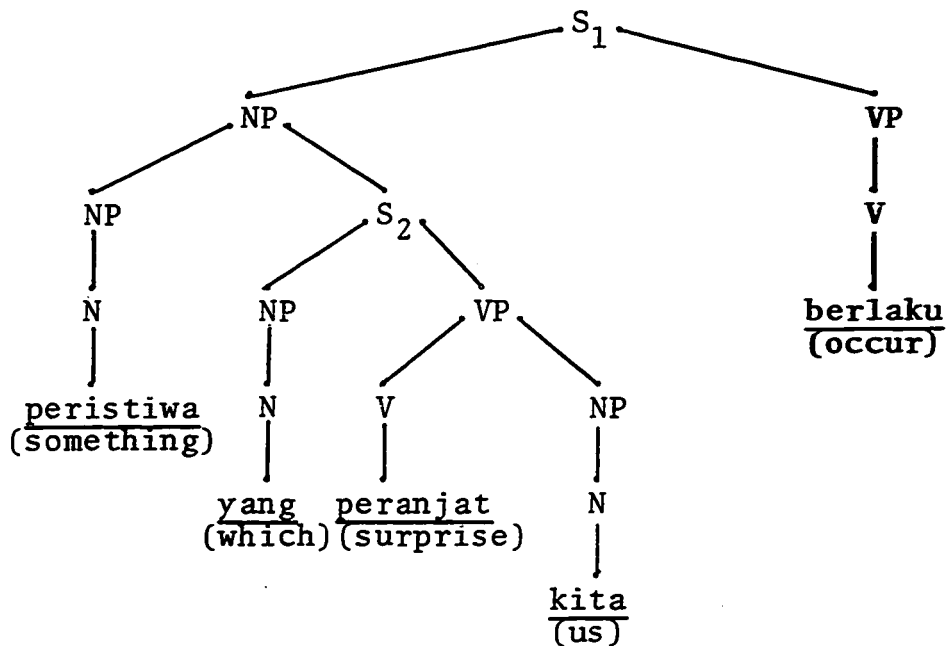 S₁
NP VP
NP S₂ V
N NP VP berlaku
(occur)
peristiwa N V NP
(something)
yang peranjat N
(which) (surprise)
kita
(us)